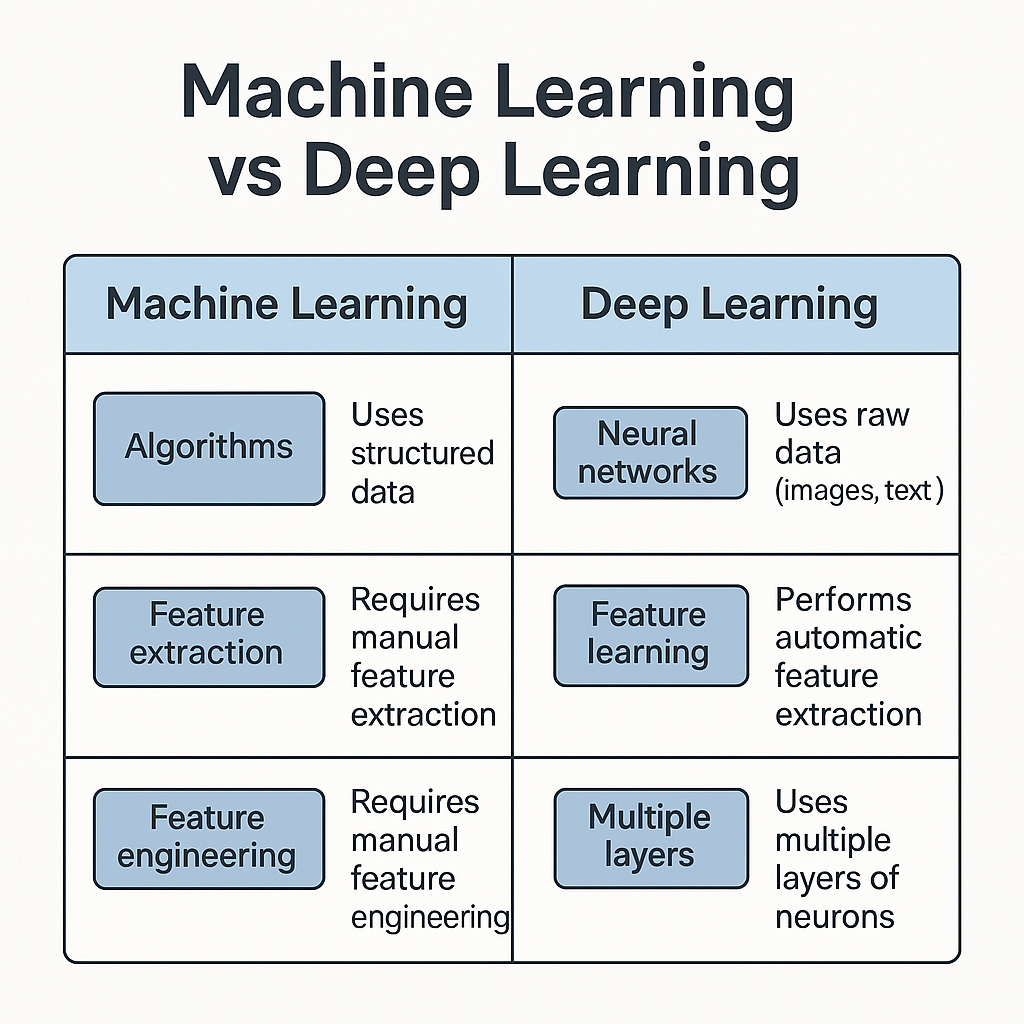 Machine Learning
vs Deep Learning
Machine Learning
Deep Learning
Algorithms
Uses
structured
data
Neural
networks
Uses raw
data
(images, text)
Feature
extraction
Requires
manual
feature
extraction
Feature
learning
Performs
automatic
feature
extraction
Feature
engineering
Requires
manual
feature
engineering
Multiple
layers
Uses
multiple
layers of
neurons